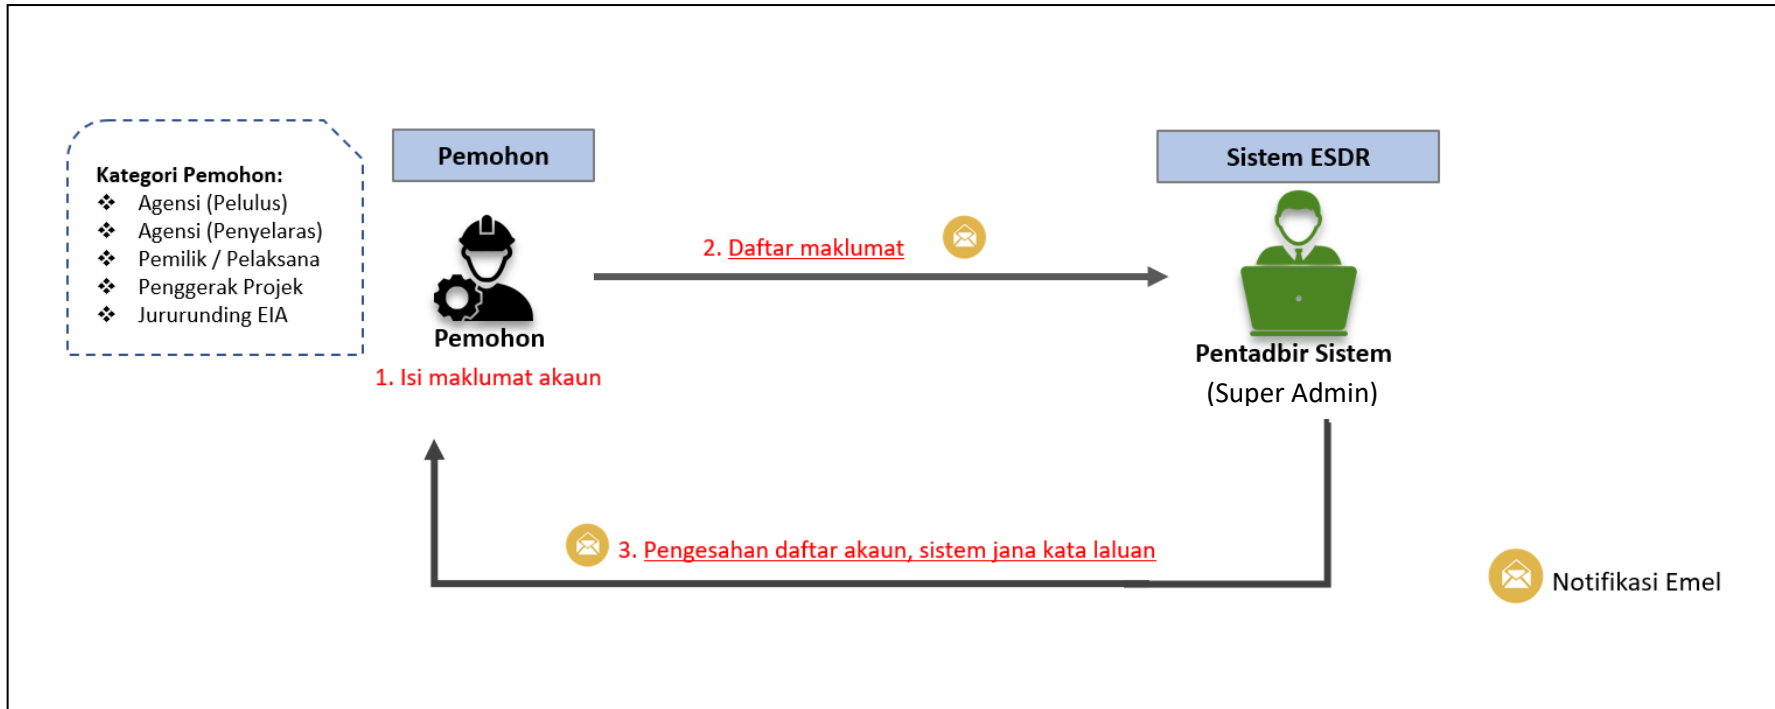 Kategori Pemohon:
❖ Agensi (Pelulus)
❖ Agensi (Penyelaras)
❖ Pemilik / Pelaksana
❖ Penggerak Projek
❖ Jururunding EIA
Pemohon
Pemohon
1. Isi maklumat akaun
2. Daftar maklumat
Sistem ESDR
Pentadbir Sistem
(Super Admin)
3. Pengesahan daftar akaun, sistem jana kata laluan
Notifikasi Emel